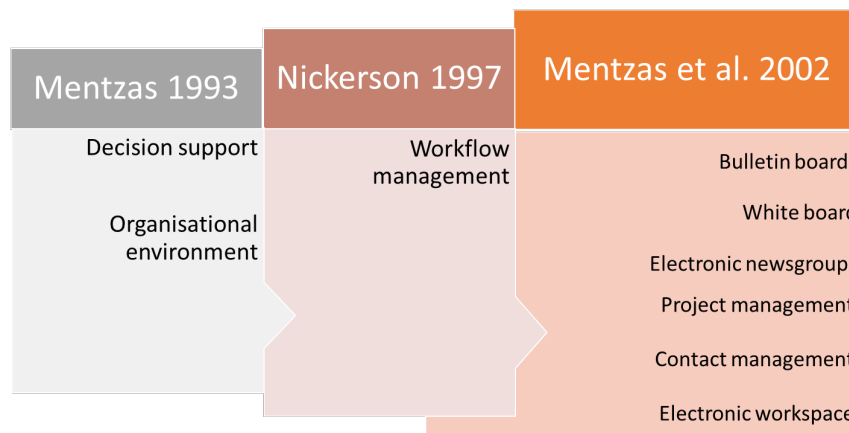 Mentzas 1993
Decision support
Organisational
environment
Nickerson 1997
Workflow
management
Mentzas et al. 2002
Bulletin board
White boar
Electronic newsgroup
Project management
Contact management
Electronic workspace